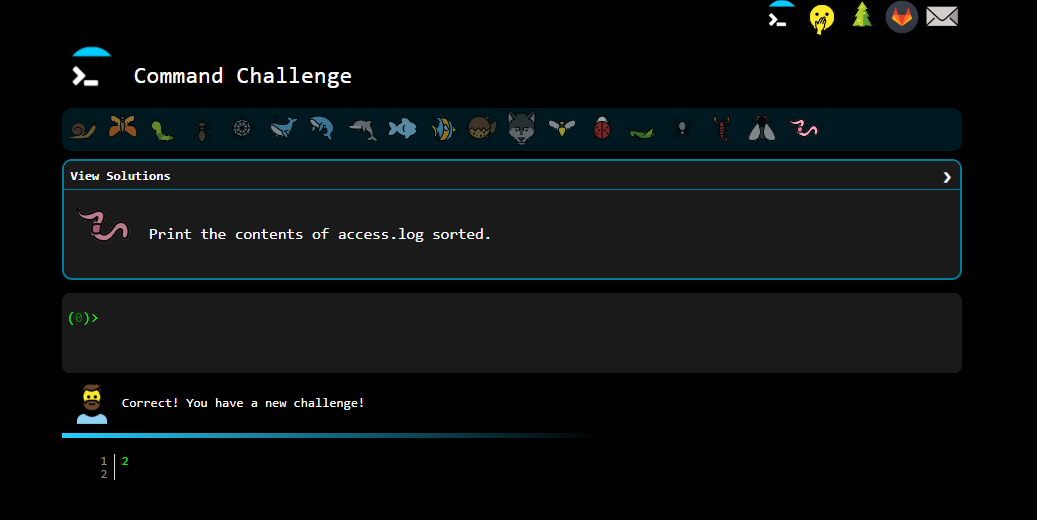 Command Challenge
View Solutions
Print the contents of access.log sorted.
(0)>
Correct! You have a new challenge!
1 2
2